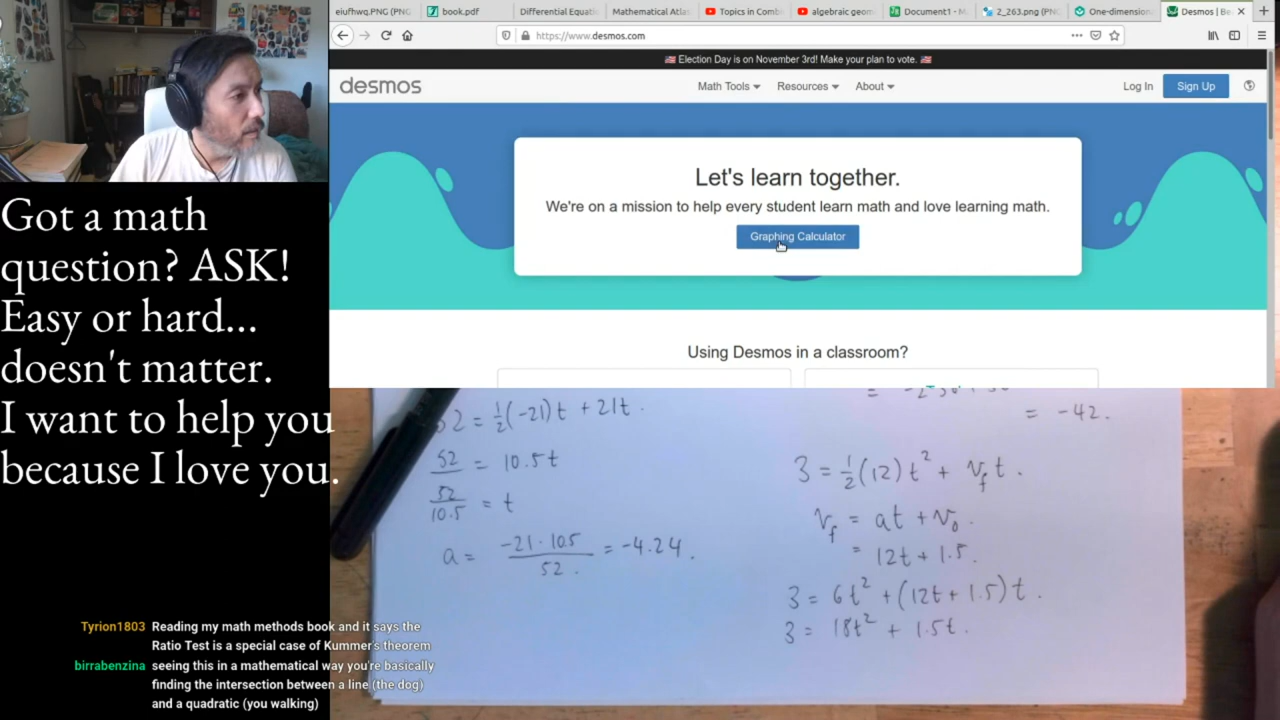 eiufhwq.PNG (PNG
book.pdf
Differential Equati
Mathematical Atlas
Topics in Comb
algebraic geom
Document1 - M
2_263.png (PNG
One-dimension
Desmos | Be
https://www.desmos.com
🇺🇸 Election Day is on November 3rd! Make your plan to vote. 🇺🇸
desmos
Math Tools
Resources
About
Log In
Sign Up
Let's learn together.
We're on a mission to help every student learn math and love learning math.
Graphing Calculator
Using Desmos in a classroom?
Got a math
question? ASK!
Easy or hard...
doesn't matter.
I want to help you
because I love you.
52 = 1/2(-21)t + 21t.
52 = 10.5t
52/10.5 = t
a = -21·10.5/52. = -4.24.
= -42.
3 = 1/2(12)t² + v_f t.
v_f = at + v_0.
= 12t + 1.5.
3 = 6t² + (12t + 1.5)t.
3 = 18t² + 1.5t.
Tyrion1803 Reading my math methods book and it says the
Ratio Test is a special case of Kummer's theorem
birrabenzina seeing this in a mathematical way you're basically
finding the intersection between a line (the dog)
and a quadratic (you walking)